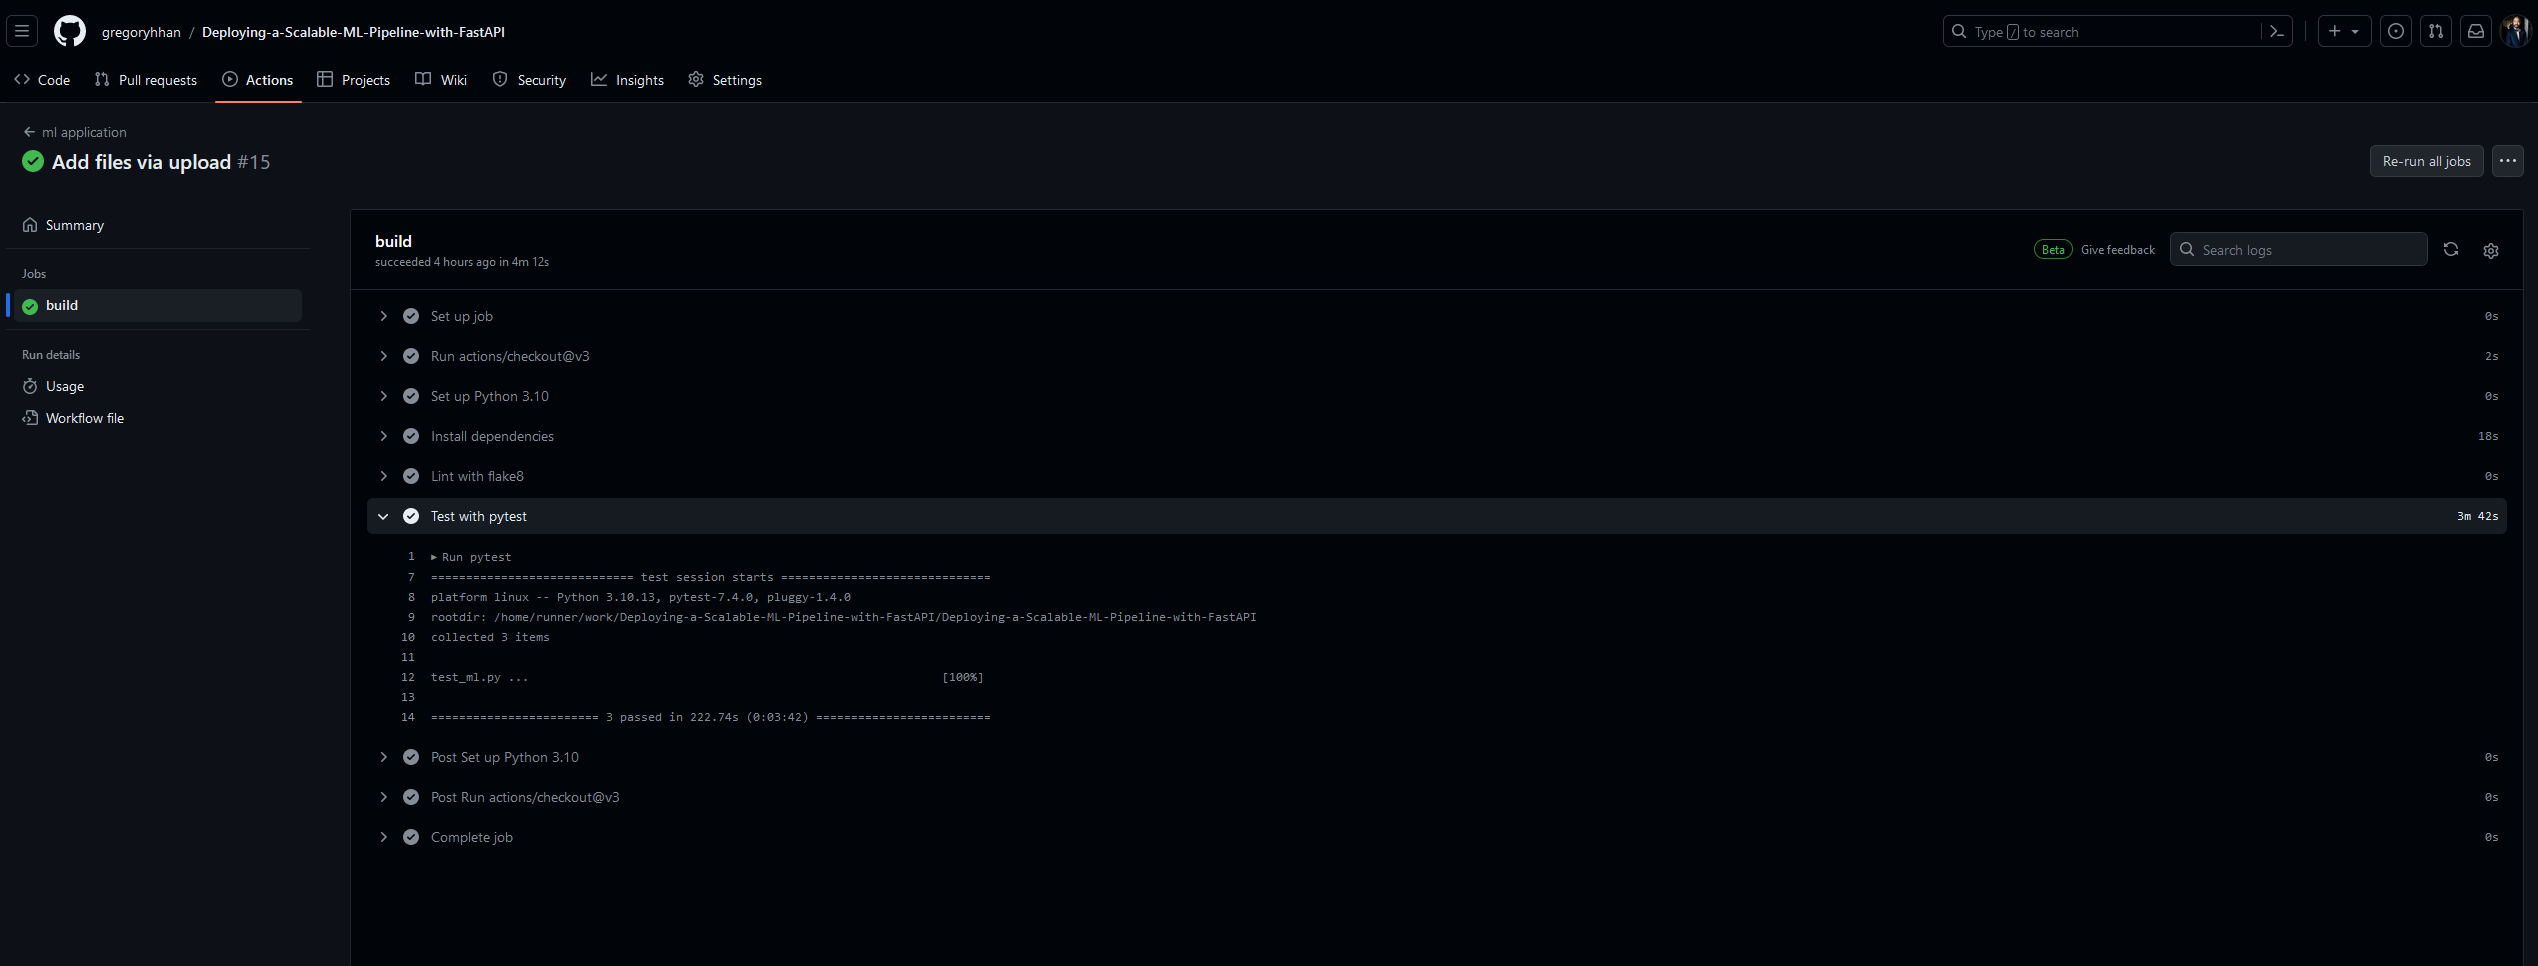 gregoryhhan / Deploying-a-Scalable-ML-Pipeline-with-FastAPI
Type / to search
Code Pull requests Actions Projects Wiki Security Insights Settings
ml application
Add files via upload #15
Re-run all jobs
Summary
Jobs
build
Run details
Usage
Workflow file
build
succeeded 4 hours ago in 4m 12s
Beta Give feedback Search logs
Set up job 0s
Run actions/checkout@v3 2s
Set up Python 3.10 0s
Install dependencies 18s
Lint with flake8 0s
Test with pytest 3m 42s
1 Run pytest
7 ============================= test session starts ==============================
8 platform linux -- Python 3.10.13, pytest-7.4.0, pluggy-1.4.0
9 rootdir: /home/runner/work/Deploying-a-Scalable-ML-Pipeline-with-FastAPI/Deploying-a-Scalable-ML-Pipeline-with-FastAPI
10 collected 3 items
11
12 test_ml.py ... [100%]
13
14 ======================== 3 passed in 222.74s (0:03:42) =========================
Post Set up Python 3.10 0s
Post Run actions/checkout@v3 0s
Complete job 0s